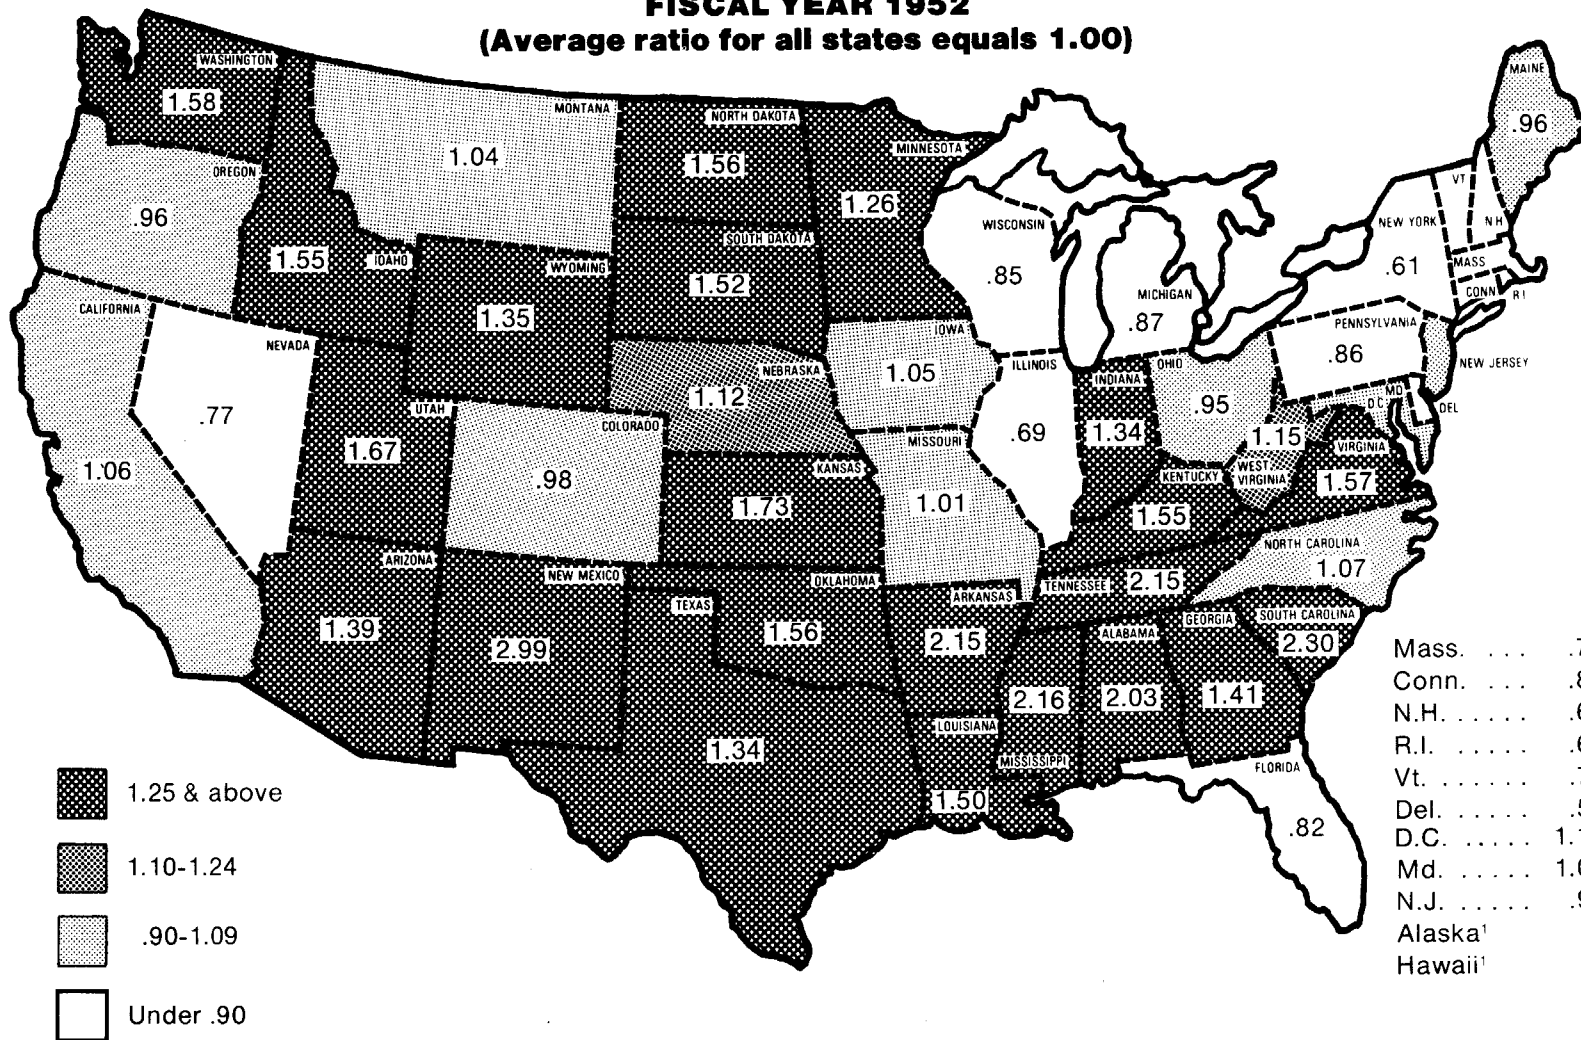 FISCAL YEAR 1952
(Average ratio for all states equals 1.00)
WASHINGTON
1.58
OREGON
.96
CALIFORNIA
1.06
NEVADA
.77
IDAHO
1.55
MONTANA
1.04
WYOMING
1.35
UTAH
1.67
COLORADO
.98
ARIZONA
1.39
NEW MEXICO
2.99
NORTH DAKOTA
1.56
SOUTH DAKOTA
1.52
NEBRASKA
1.12
KANSAS
1.73
OKLAHOMA
1.56
TEXAS
1.34
MINNESOTA
1.26
IOWA
1.05
MISSOURI
1.01
ARKANSAS
2.15
LOUISIANA
1.50
WISCONSIN
.85
ILLINOIS
.69
MICHIGAN
.87
INDIANA
1.34
OHIO
.95
KENTUCKY
1.55
TENNESSEE
2.15
MISSISSIPPI
2.16
ALABAMA
2.03
GEORGIA
1.41
FLORIDA
.82
SOUTH CAROLINA
2.30
NORTH CAROLINA
1.07
VIRGINIA
1.57
WEST
VIRGINIA
1.15
PENNSYLVANIA
.86
NEW YORK
.61
MAINE
.96
VT
N H
MASS
CONN
R I
NEW JERSEY
MD
D C
DEL
1.25 & above
1.10-1.24
.90-1.09
Under .90
Mass. . . .
Conn. . . .
N.H. . . . . .
R.I. . . . . .
Vt. . . . . . .
Del. . . . . .
D.C. . . . . .
Md. . . . . . .
N.J. . . . . .
Alaska¹
Hawaii¹